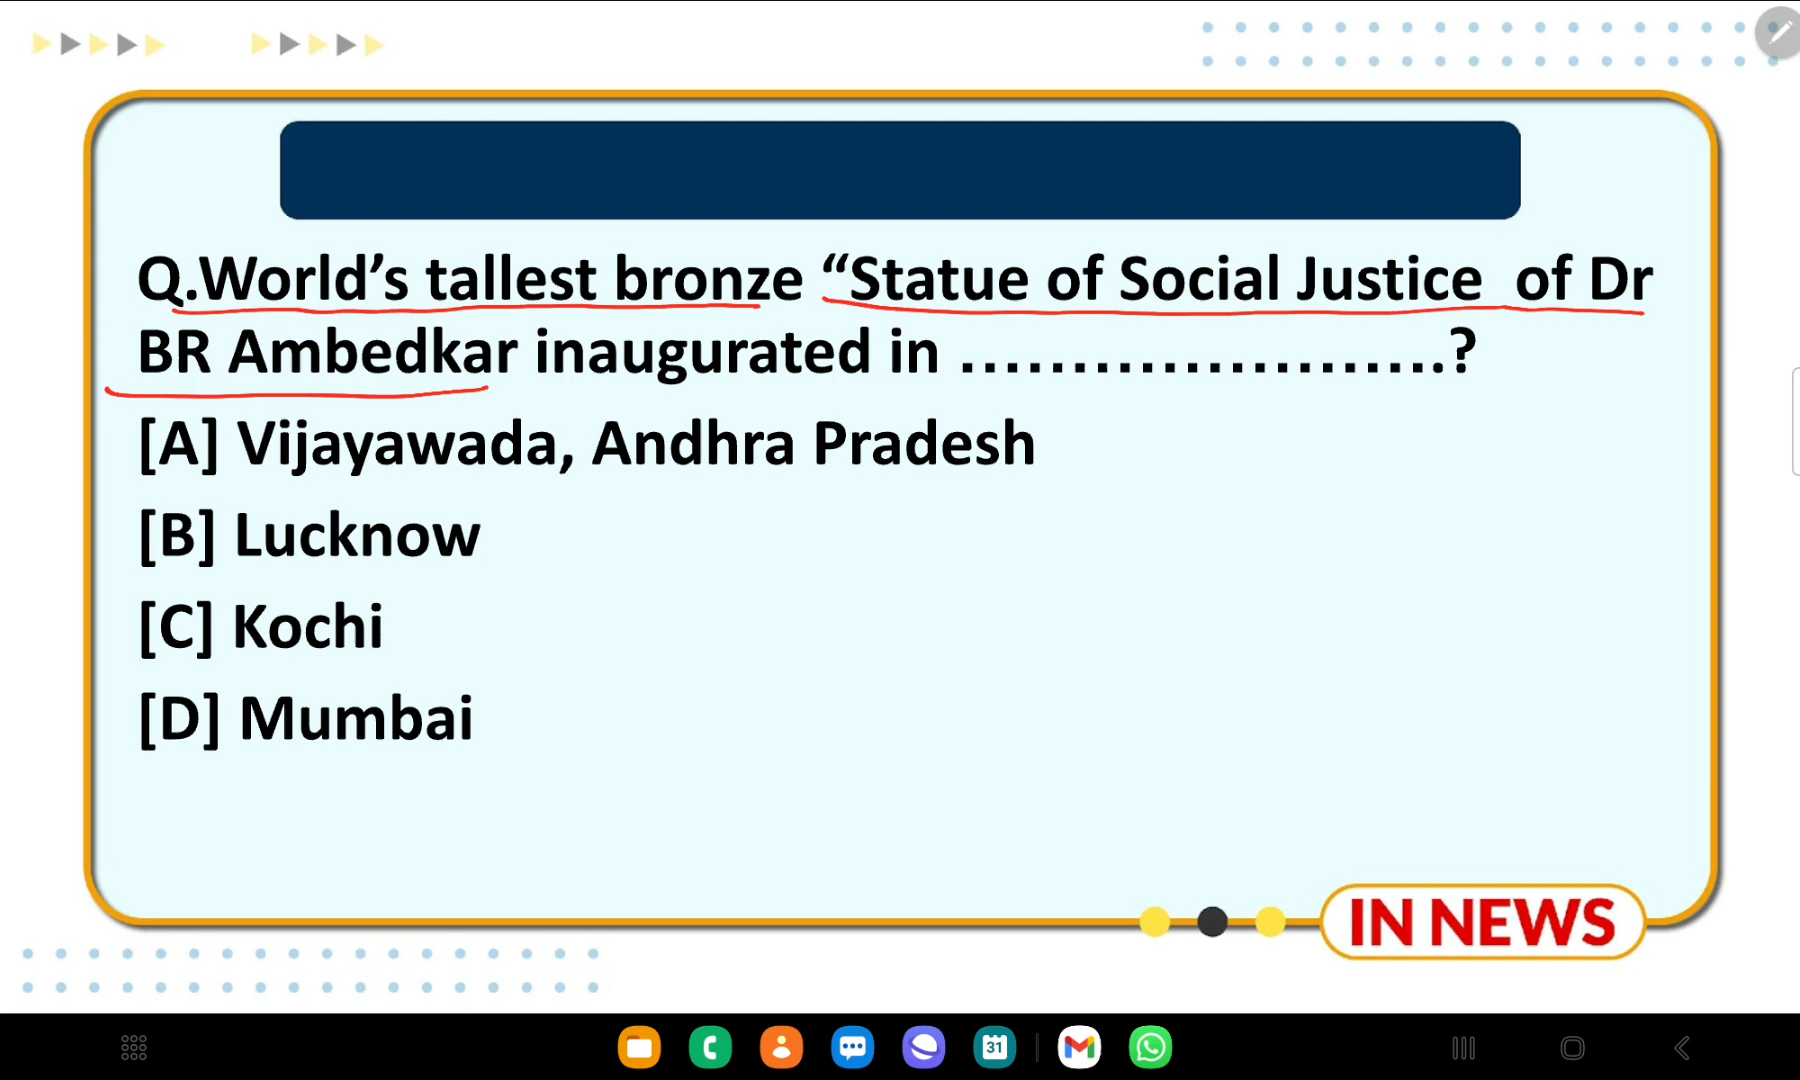 Q.World’s tallest bronze “Statue of Social Justice  of Dr
BR Ambedkar inaugurated in ......................?
[A] Vijayawada, Andhra Pradesh
[B] Lucknow
[C] Kochi
[D] Mumbai
IN NEWS
31